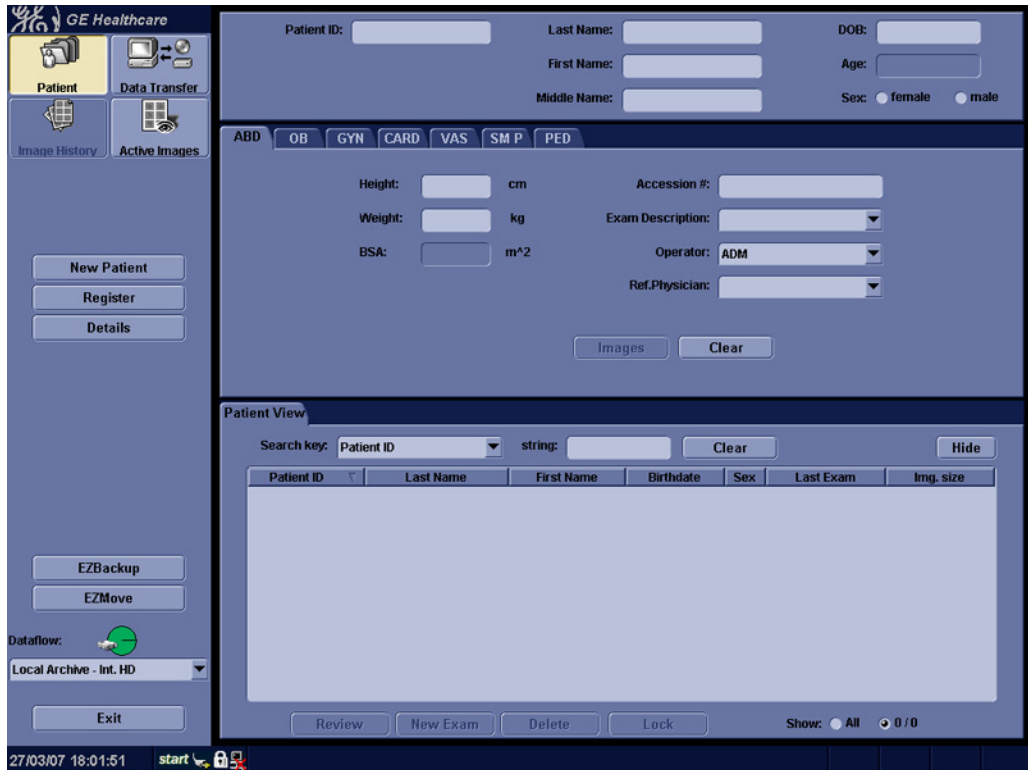 GE Healthcare
Patient
Data Transfer
Image History
Active Images
New Patient
Register
Details
EZBackup
EZMove
Dataflow:
Local Archive - Int. HD
Exit
Patient ID:
Last Name:
DOB:
First Name:
Age:
Middle Name:
Sex: female male
ABD OB GYN CARD VAS SM P PED
Height: cm
Accession #:
Weight: kg
Exam Description:
BSA: m^2
Operator: ADM
Ref.Physician:
Images Clear
Patient View
Search key: Patient ID string: Clear Hide
Patient ID Last Name First Name Birthdate Sex Last Exam Img. size
Review New Exam Delete Lock Show: All 0 / 0
27/03/07 18:01:51 start